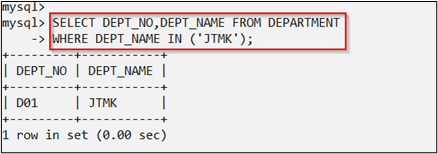 mysql>
mysql> SELECT DEPT_NO,DEPT_NAME FROM DEPARTMENT
    -> WHERE DEPT_NAME IN ('JTMK');
+---------+-----------+
| DEPT_NO | DEPT_NAME |
+---------+-----------+
| D01     | JTMK      |
+---------+-----------+
1 row in set (0.00 sec)